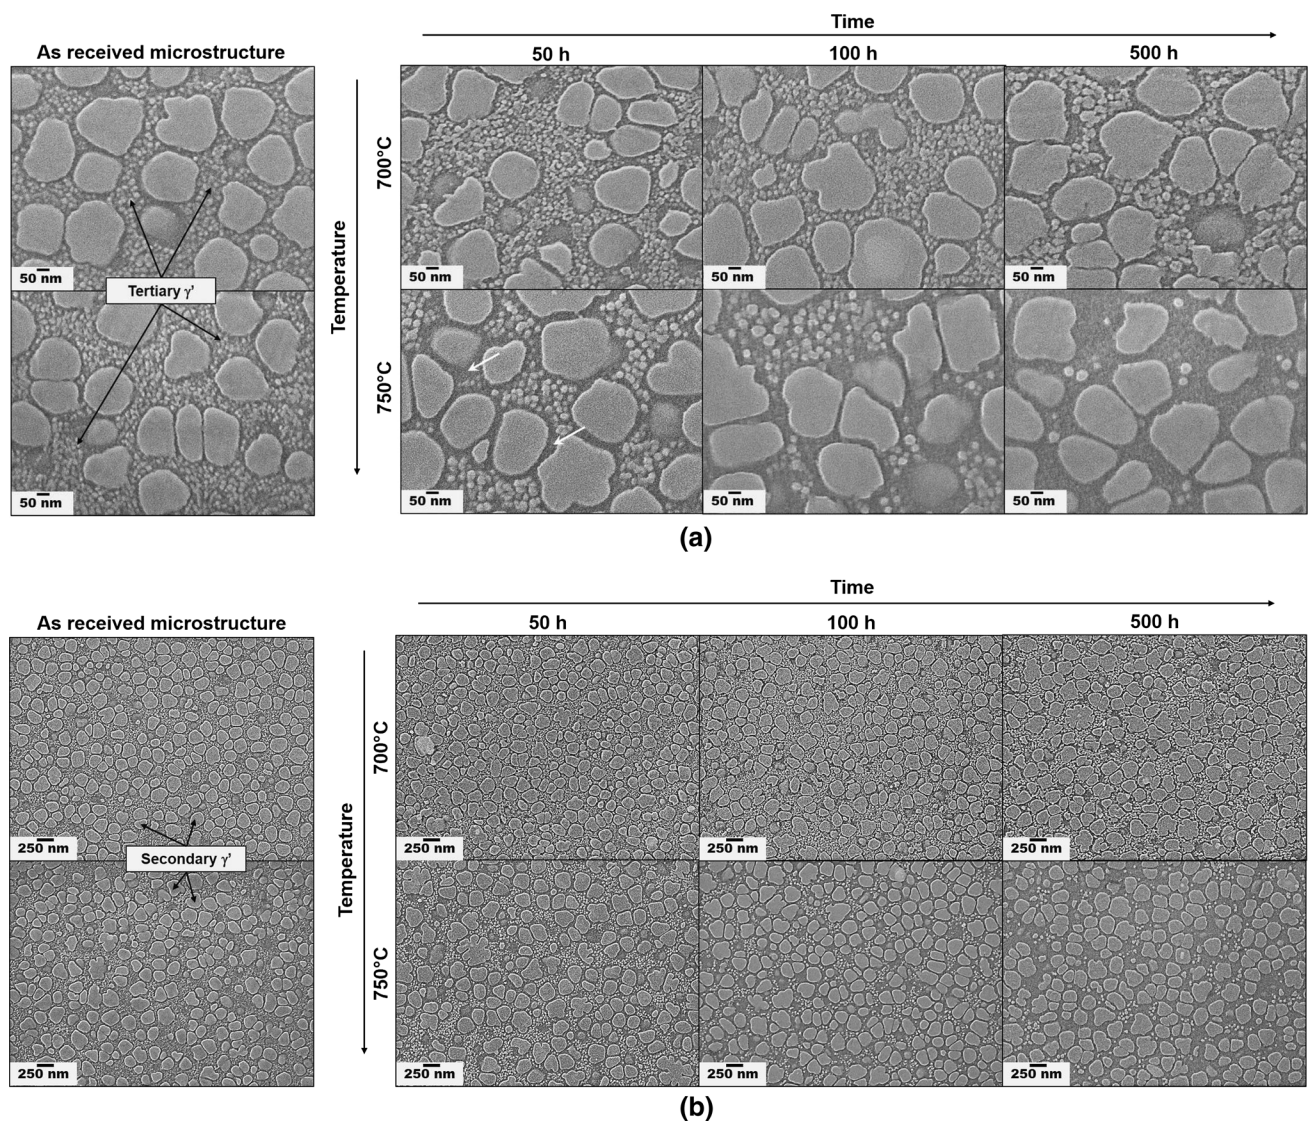 Time
As received microstructure
50 h
100 h
500 h
Temperature
700°C
50 nm
50 nm
50 nm
50 nm
Tertiary γ'
750°C
50 nm
50 nm
50 nm
50 nm
(a)
Time
As received microstructure
50 h
100 h
500 h
Temperature
700°C
250 nm
250 nm
250 nm
250 nm
Secondary γ'
750°C
250 nm
250 nm
250 nm
250 nm
(b)